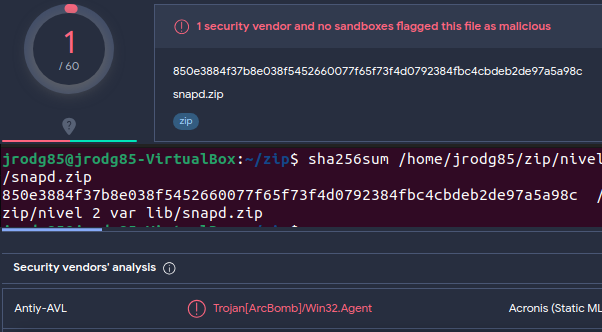 1
/ 60
1 security vendor and no sandboxes flagged this file as malicious
850e3884f37b8e038f5452660077f65f73f4d0792384fbc4cbdeb2de97a5a98c
snapd.zip
zip
jrodg85@jrodg85-VirtualBox:~/zip$ sha256sum /home/jrodg85/zip/nivel
/snapd.zip
850e3884f37b8e038f5452660077f65f73f4d0792384fbc4cbdeb2de97a5a98c /
zip/nivel 2 var lib/snapd.zip
Security vendors' analysis
Antiy-AVL Trojan[ArcBomb]/Win32.Agent Acronis (Static ML